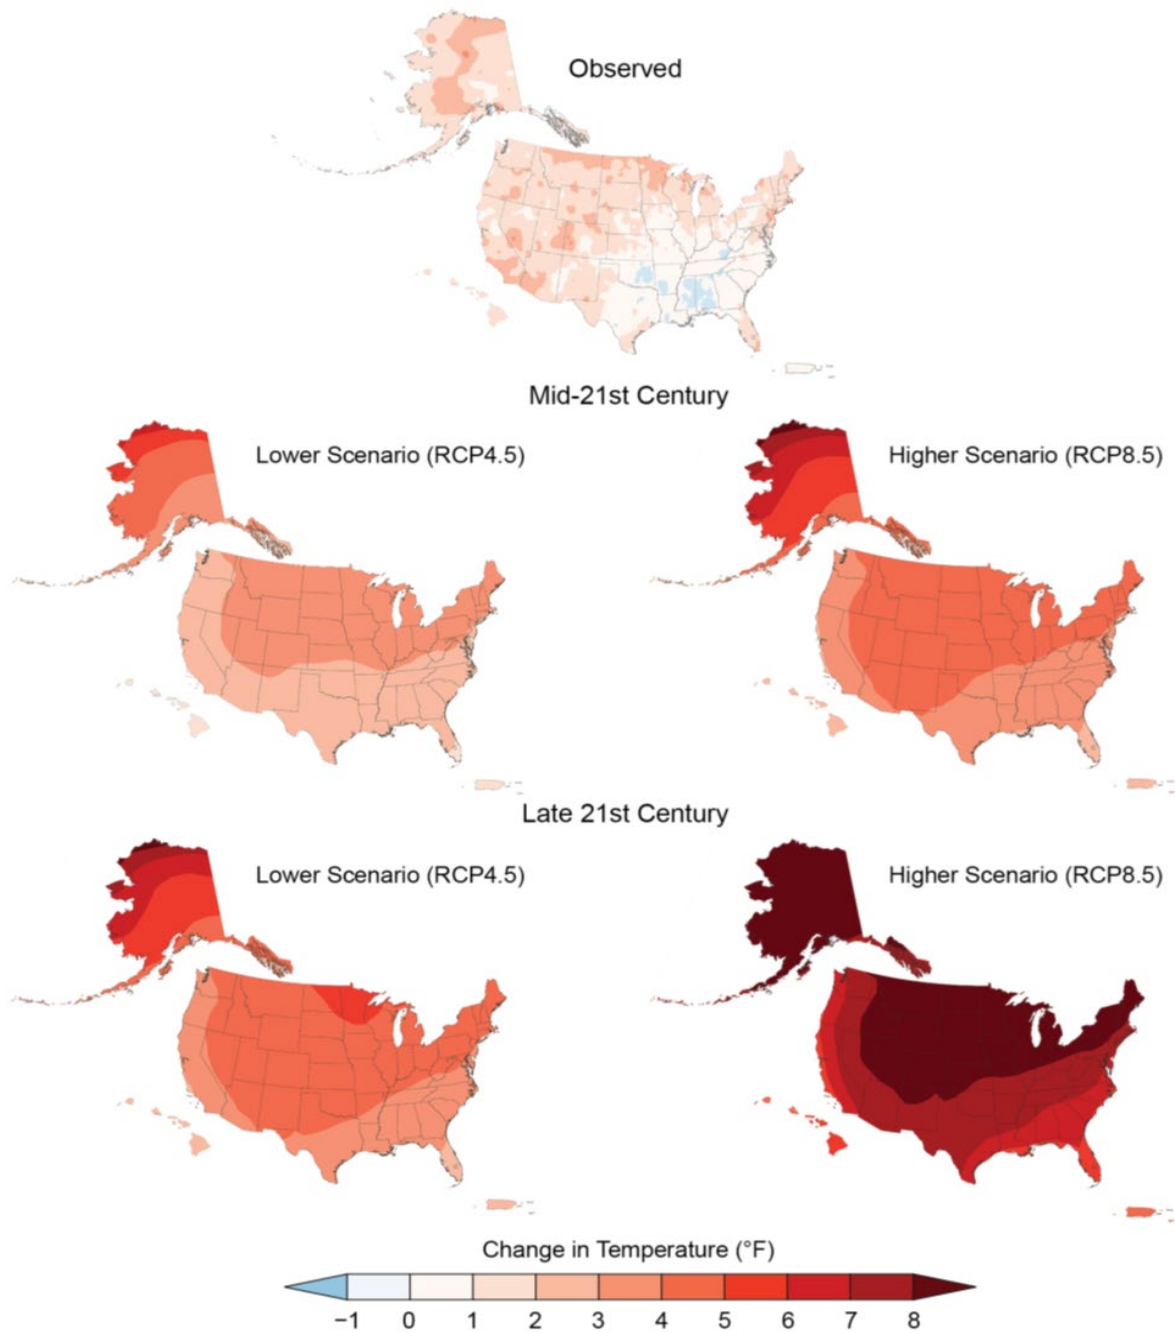 Observed
Mid-21st Century
Lower Scenario (RCP4.5)
Higher Scenario (RCP8.5)
Late 21st Century
Lower Scenario (RCP4.5)
Higher Scenario (RCP8.5)
Change in Temperature (°F)
−1 0 1 2 3 4 5 6 7 8